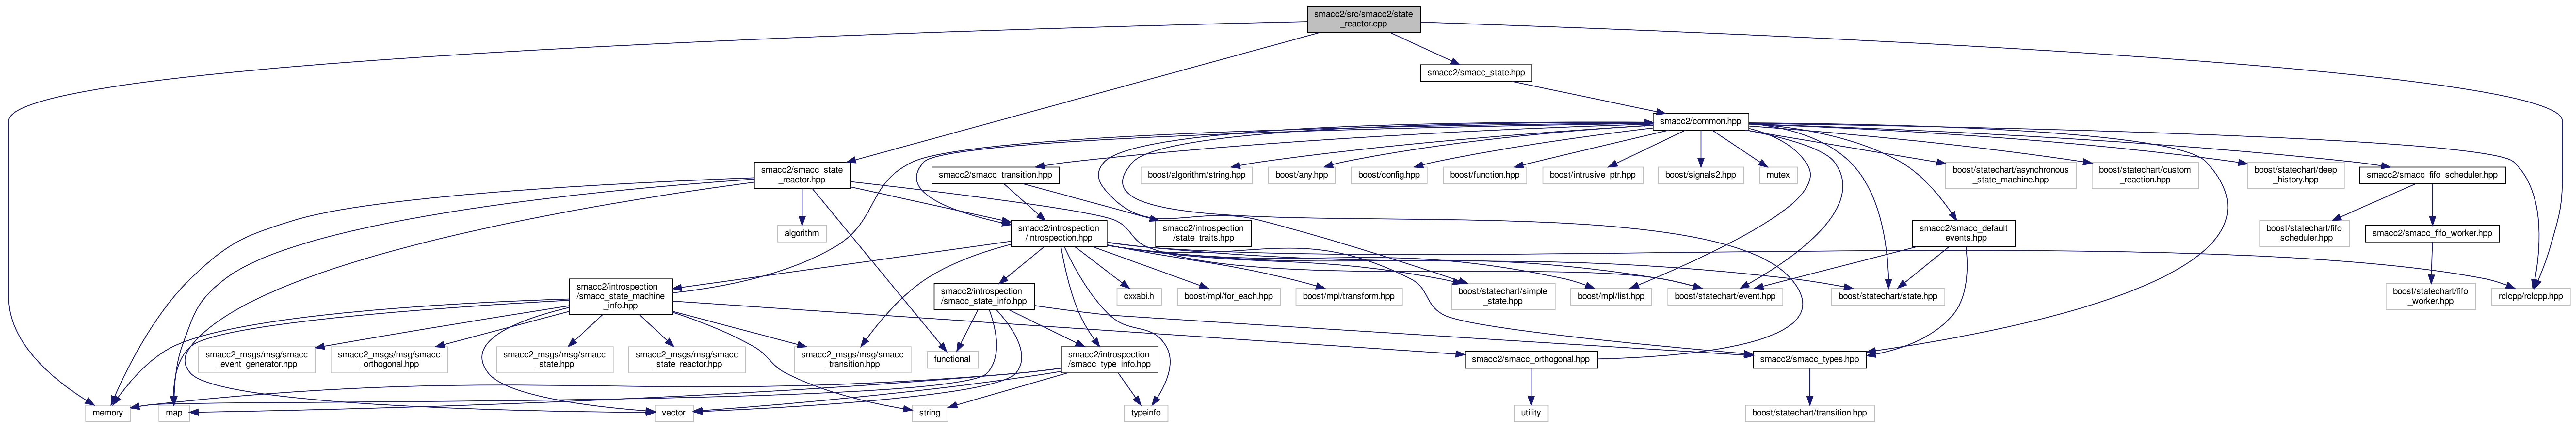 smacc2/src/smacc2/state
_reactor.cpp
smacc2/smacc_state.hpp
smacc2/common.hpp
smacc2/smacc_state
_reactor.hpp
smacc2/smacc_transition.hpp
boost/algorithm/string.hpp
boost/any.hpp
boost/config.hpp
boost/function.hpp
boost/intrusive_ptr.hpp
boost/signals2.hpp
mutex
boost/statechart/asynchronous
_state_machine.hpp
boost/statechart/custom
_reaction.hpp
boost/statechart/deep
_history.hpp
smacc2/smacc_fifo_scheduler.hpp
algorithm
smacc2/introspection
/introspection.hpp
smacc2/introspection
/state_traits.hpp
smacc2/smacc_default
_events.hpp
boost/statechart/fifo
_scheduler.hpp
smacc2/smacc_fifo_worker.hpp
smacc2/introspection
/smacc_state_machine
_info.hpp
smacc2/introspection
/smacc_state_info.hpp
cxxabi.h
boost/mpl/for_each.hpp
boost/mpl/transform.hpp
boost/statechart/simple
_state.hpp
boost/mpl/list.hpp
boost/statechart/event.hpp
boost/statechart/state.hpp
rclcpp/rclcpp.hpp
boost/statechart/fifo
_worker.hpp
smacc2_msgs/msg/smacc
_event_generator.hpp
smacc2_msgs/msg/smacc
_orthogonal.hpp
smacc2_msgs/msg/smacc
_state.hpp
smacc2_msgs/msg/smacc
_state_reactor.hpp
smacc2_msgs/msg/smacc
_transition.hpp
functional
smacc2/introspection
/smacc_type_info.hpp
smacc2/smacc_orthogonal.hpp
smacc2/smacc_types.hpp
memory
map
vector
string
typeinfo
utility
boost/statechart/transition.hpp